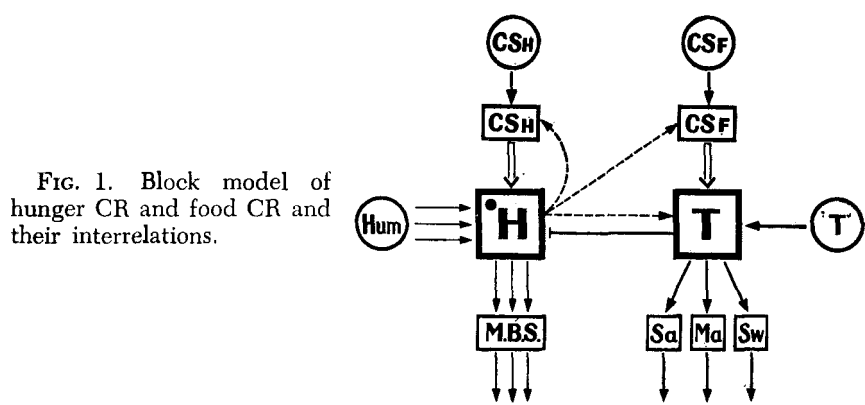 CSH CSF
CSH CSF
FIG. 1. Block model of
hunger CR and food CR and
their interrelations.
Hum H T T
M.B.S. Sa Ma Sw